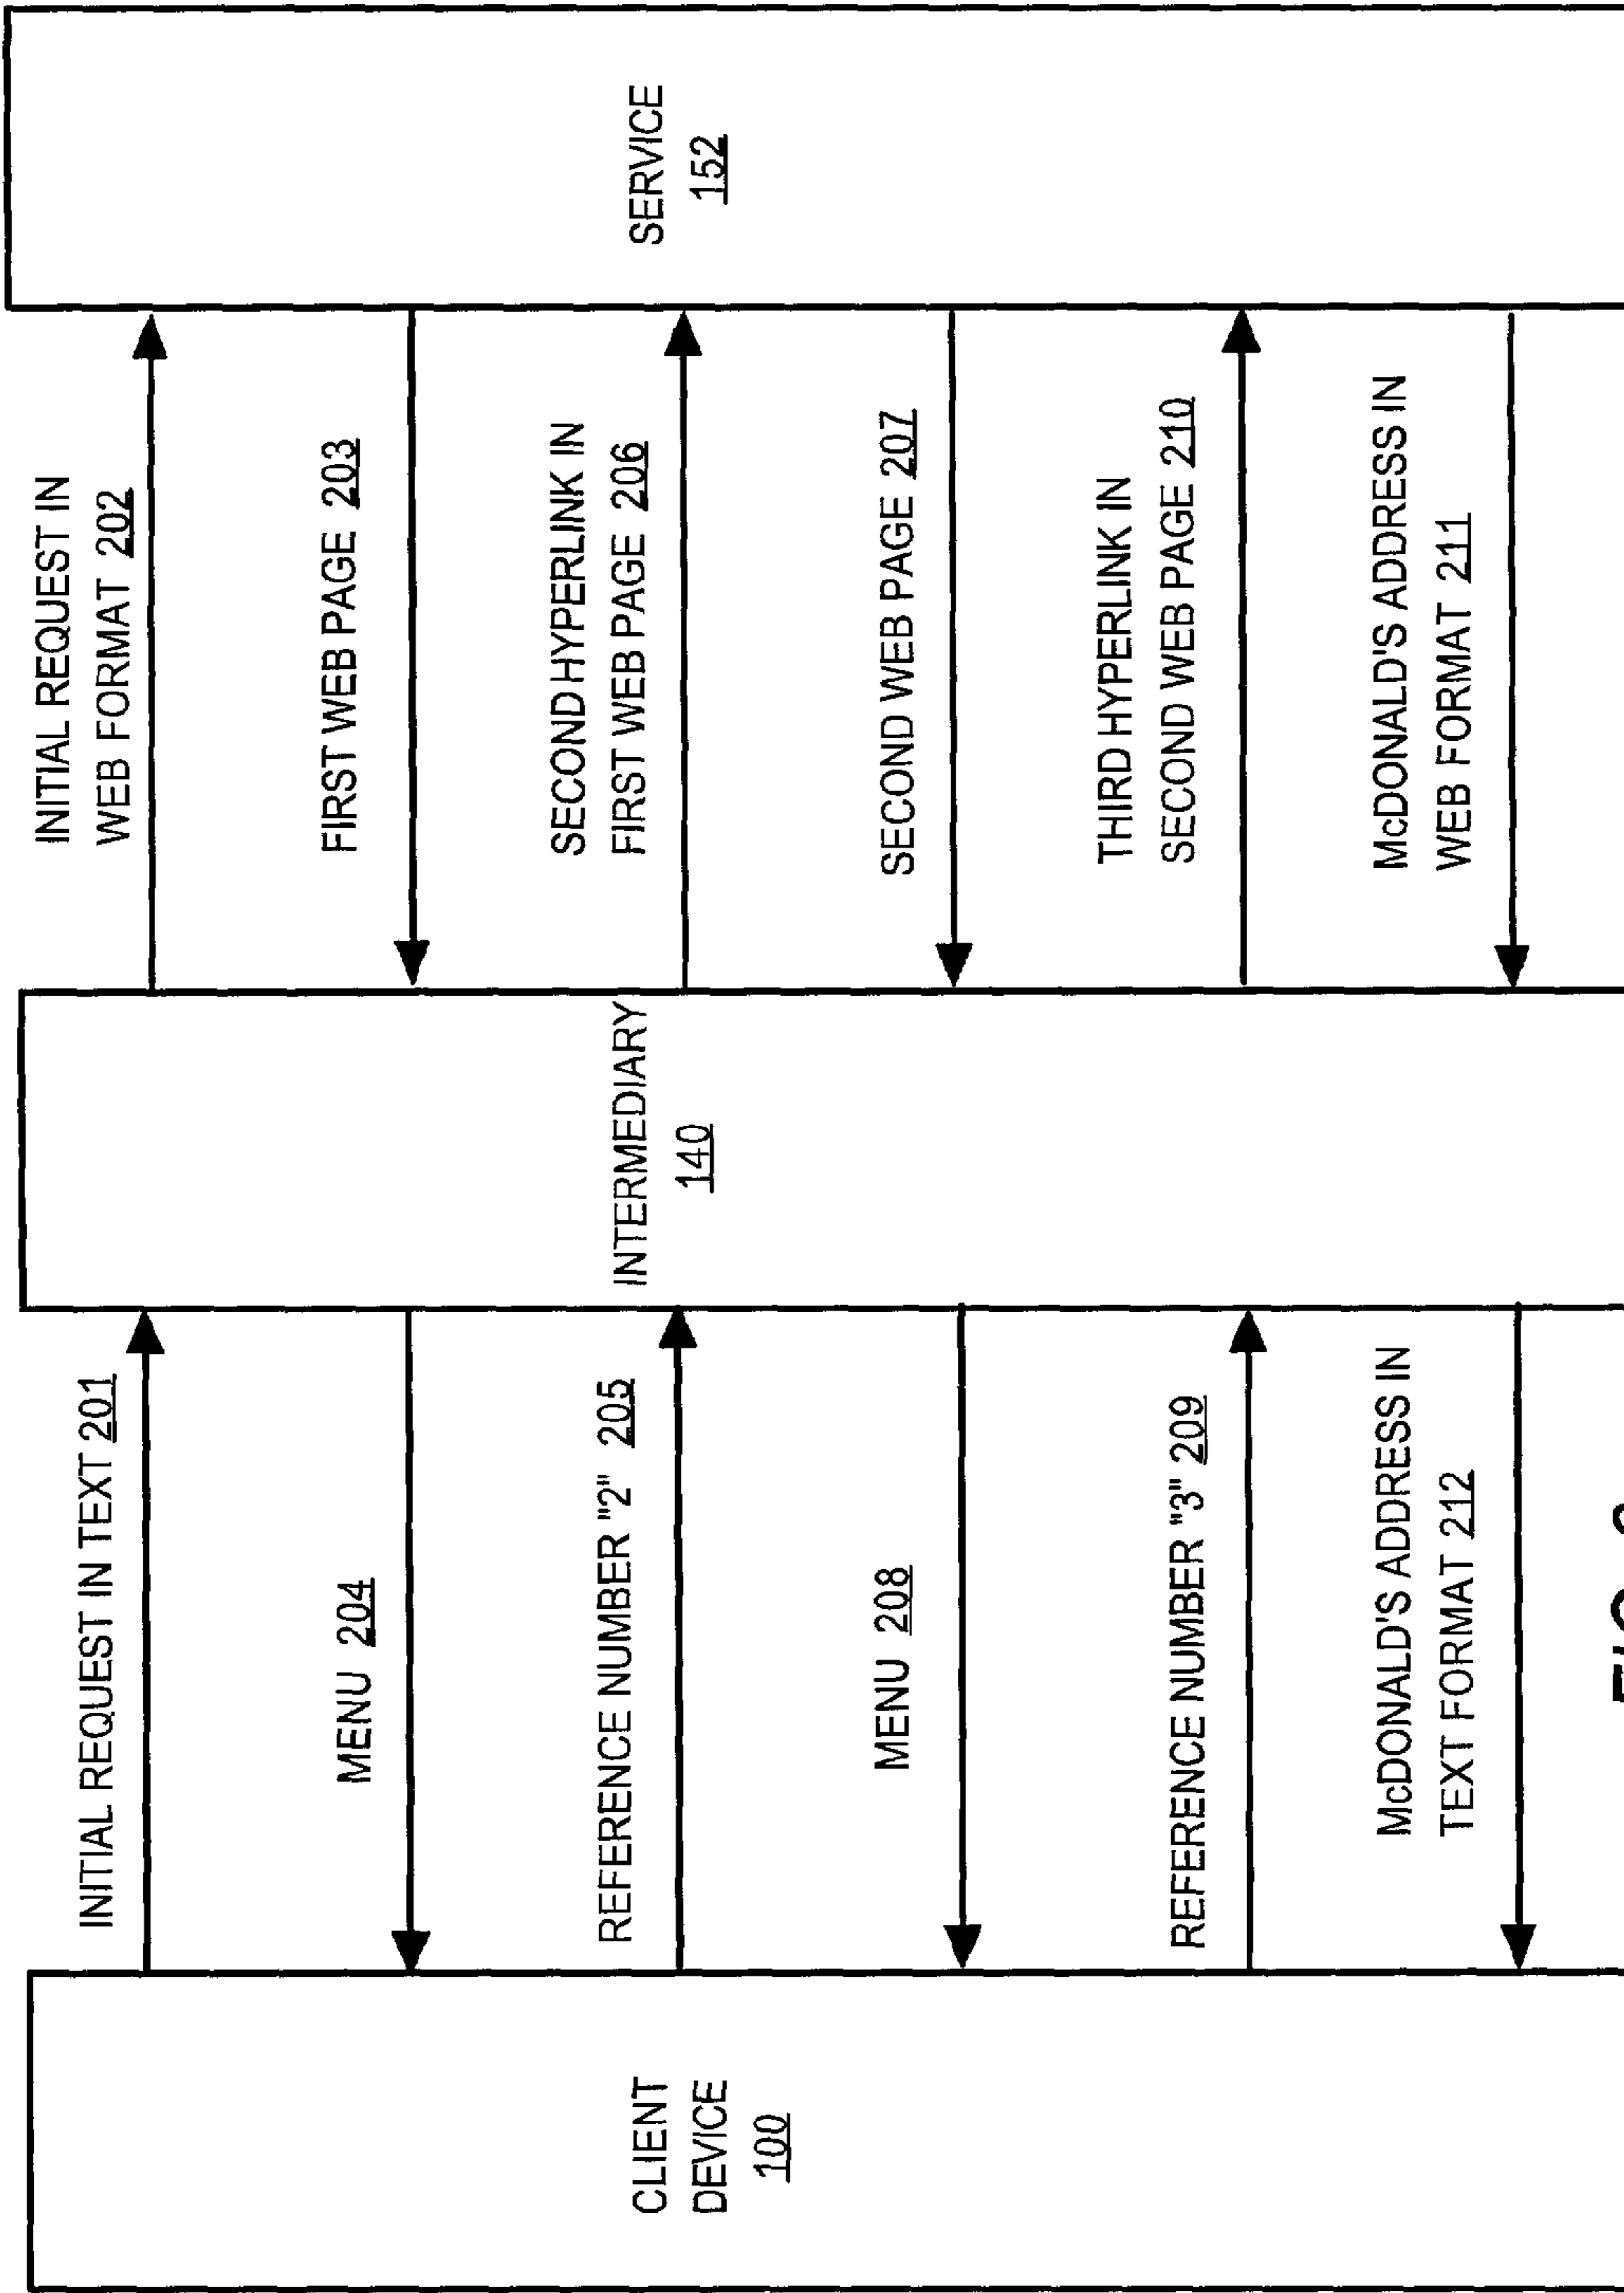 CLIENT
DEVICE
100
INITIAL REQUEST IN TEXT 201
MENU 204
REFERENCE NUMBER "2" 205
MENU 208
REFERENCE NUMBER "3" 209
McDONALD'S ADDRESS IN
TEXT FORMAT 212
INTERMEDIARY
140
INITIAL REQUEST IN
WEB FORMAT 202
FIRST WEB PAGE 203
SECOND HYPERLINK IN
FIRST WEB PAGE 206
SECOND WEB PAGE 207
THIRD HYPERLINK IN
SECOND WEB PAGE 210
McDONALD'S ADDRESS IN
WEB FORMAT 211
SERVICE
152